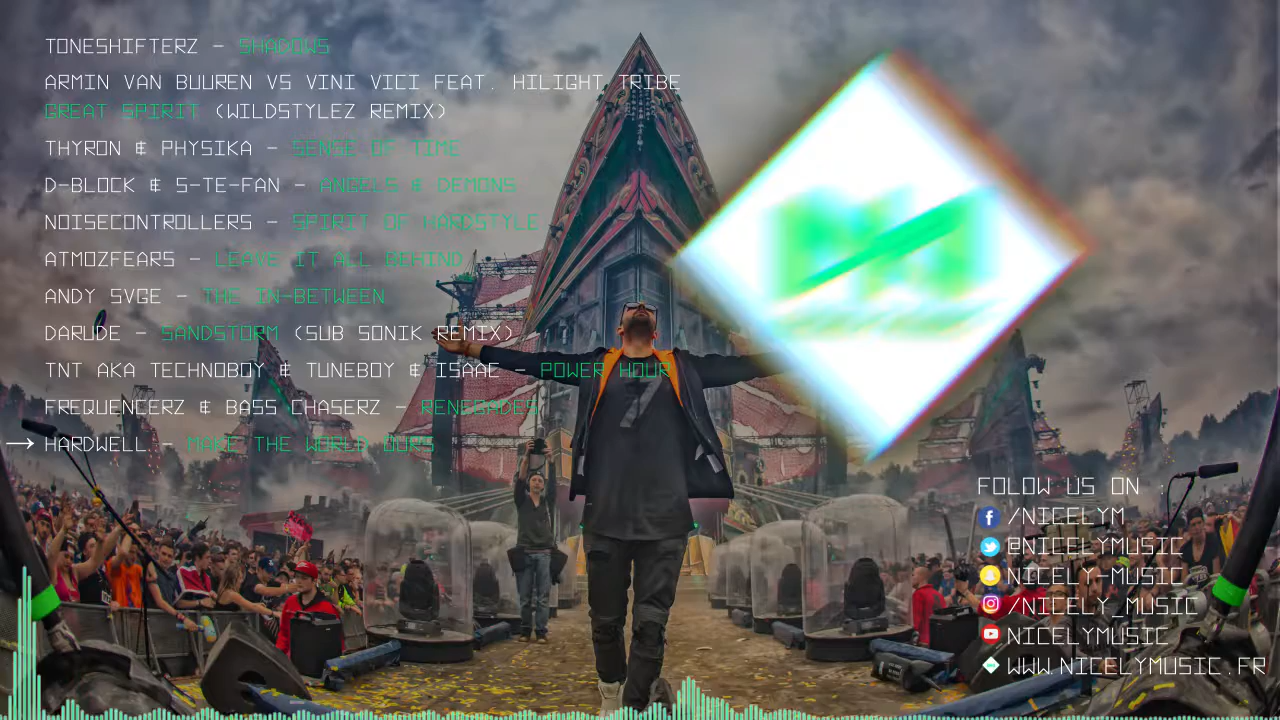 TONESHIFTERZ - SHADOWS
ARMIN VAN BUUREN VS VINI VICI FEAT. HILIGHT TRIBE
GREAT SPIRIT (WILDSTYLEZ REMIX)
THYRON & PHYSIKA - SENSE OF TIME
D-BLOCK & S-TE-FAN - ANGELS & DEMONS
NOISECONTROLLERS - SPIRIT OF HARDSTYLE
ATMOZFEARS - LEAVE IT ALL BEHIND
ANDY SVGE - THE IN-BETWEEN
DARUDE - SANDSTORM (SUB SONIK REMIX)
TNT AKA TECHNOBOY & TUNEBOY & ISAAE - POWER HOUR
FREQUENCERZ & BASS CHASERZ - RENEGADES
→ HARDWELL - MAKE THE WORLD OURS
FOLOW US ON :
/NICELYM
@NICELYMUSIC
NICELY-MUSIC
/NICELY_MUSIC
NICELYMUSIC
WWW.NICELYMUSIC.FR